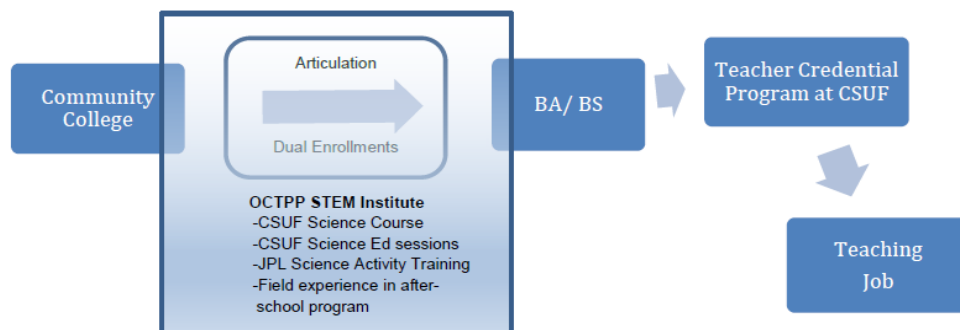 Community
College
Articulation
Dual Enrollments
OCTPP STEM Institute
-CSUF Science Course
-CSUF Science Ed sessions
-JPL Science Activity Training
-Field experience in after-
school program
BA/ BS
Teacher Credential
Program at CSUF
Teaching
Job